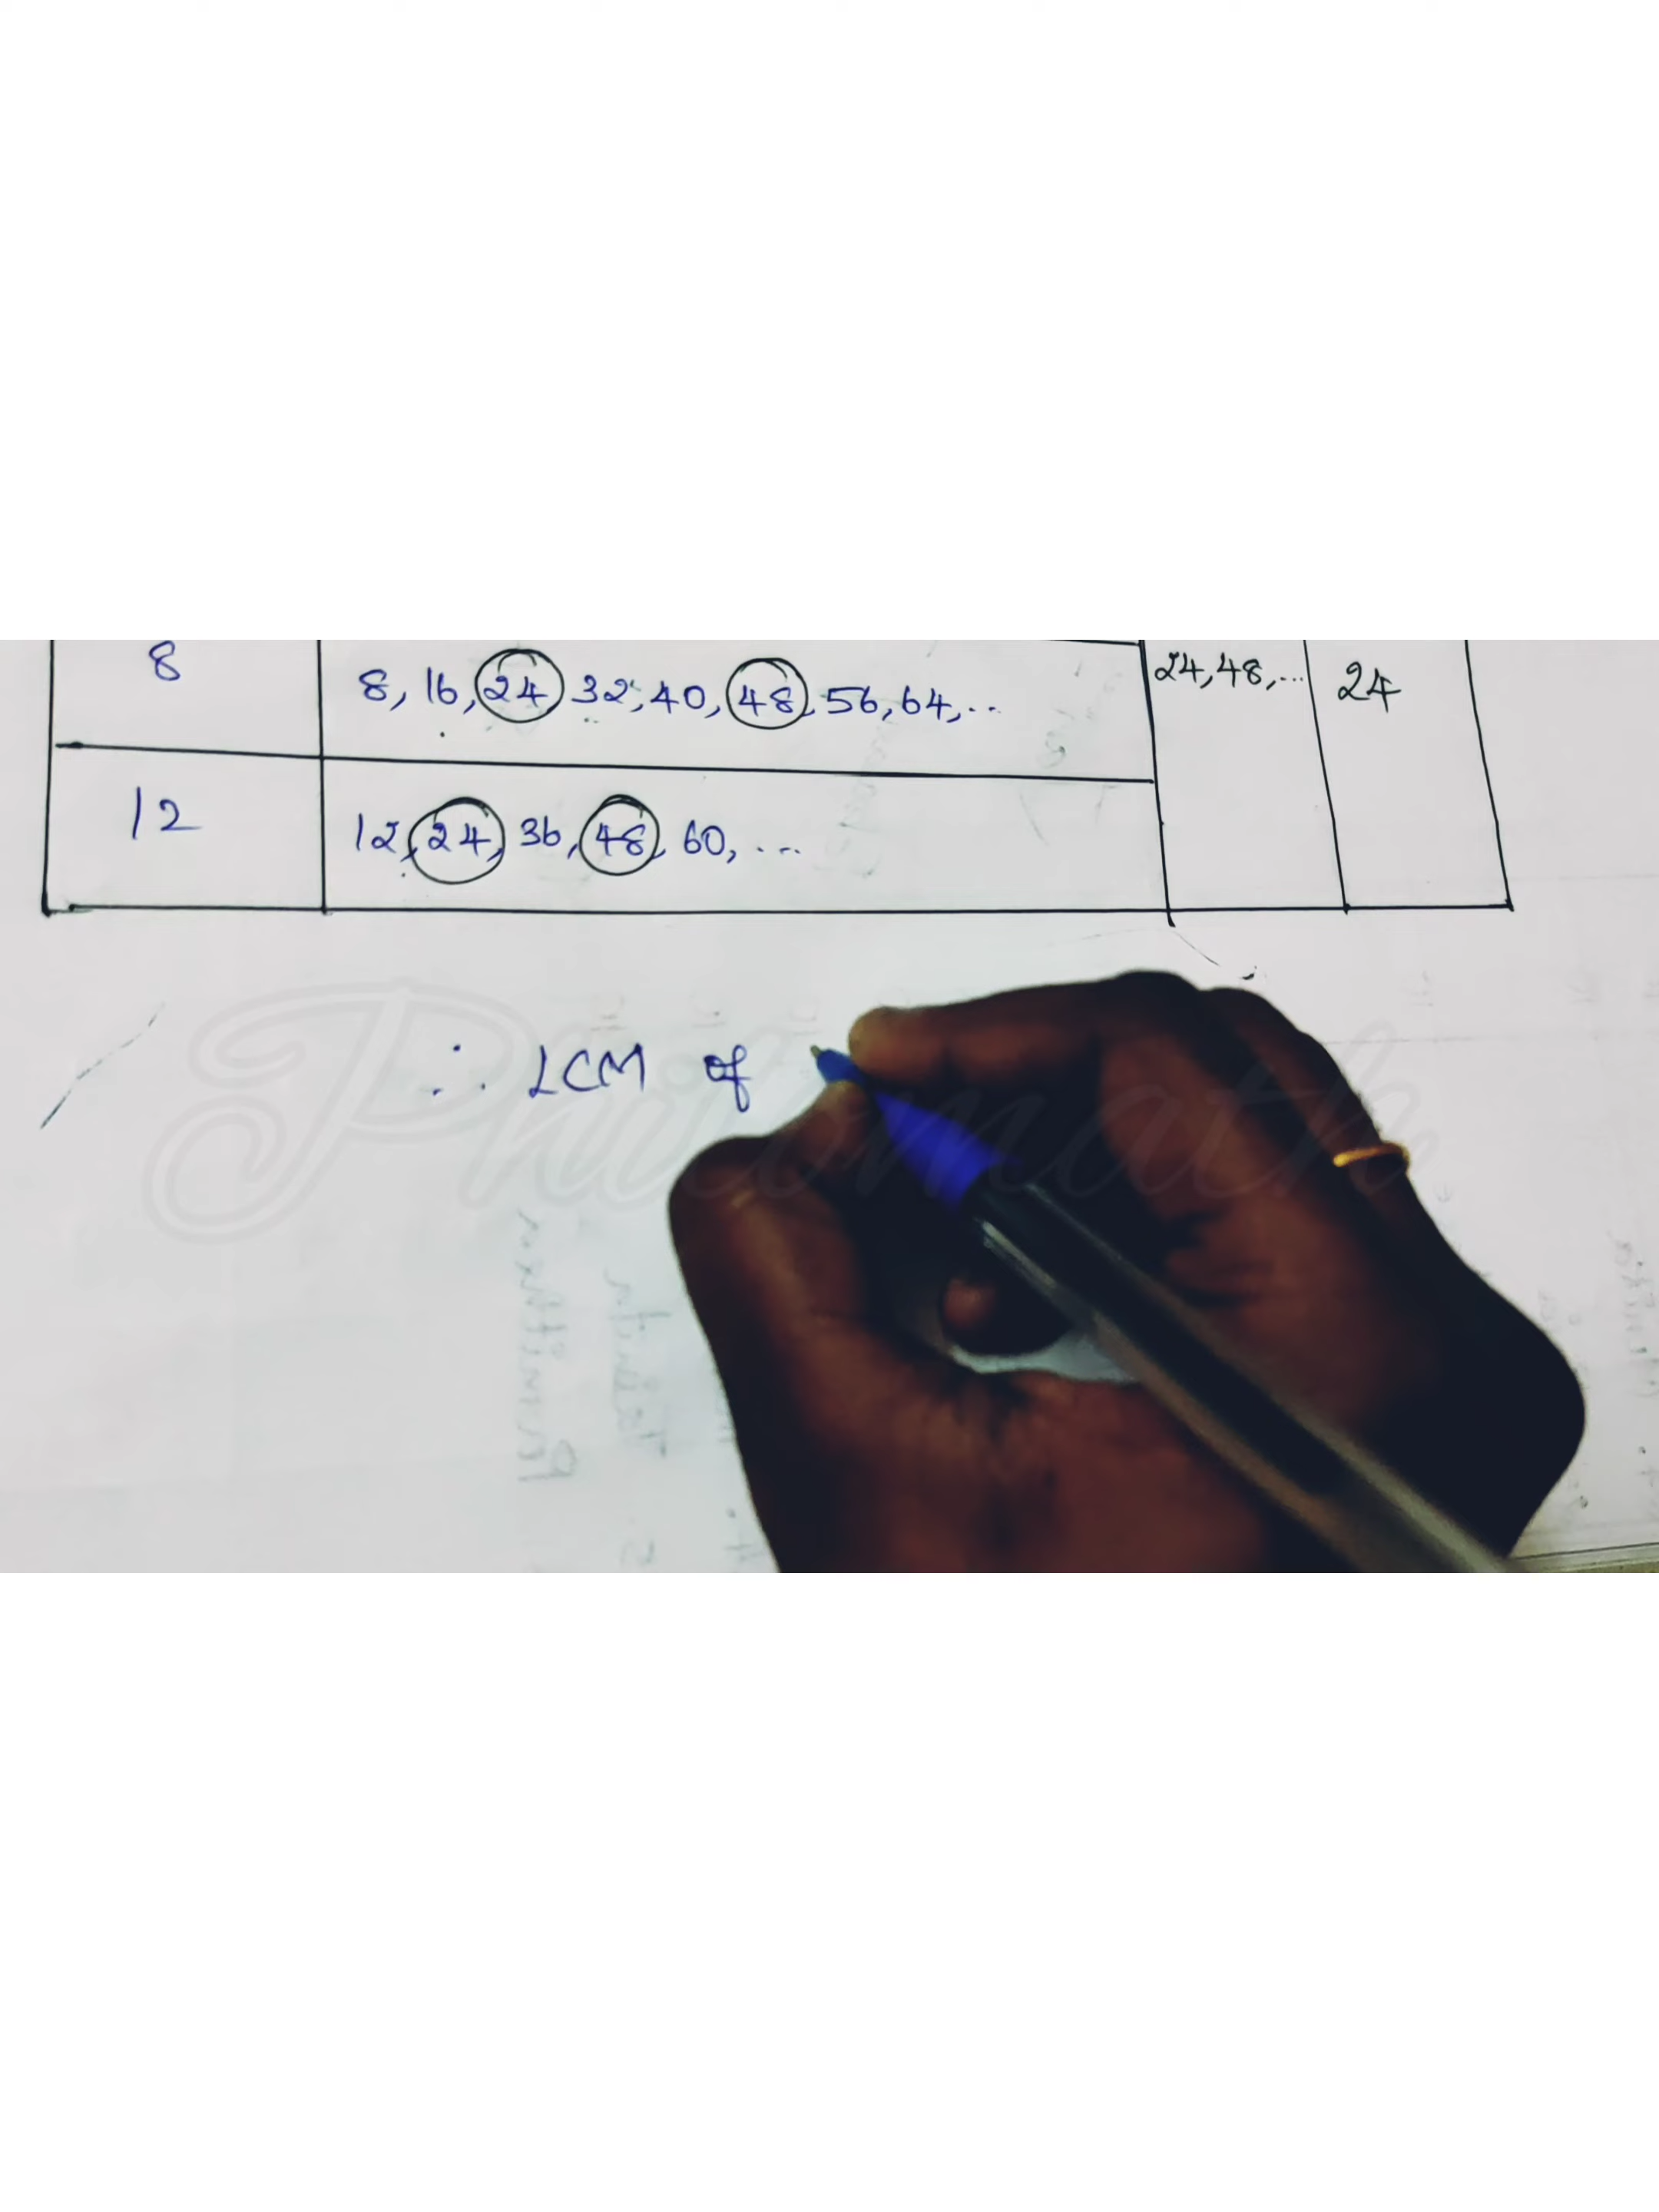 8
8, 16, 24, 32, 40, 48, 56, 64, ...
24, 48, ...
24
12
12, 24, 36, 48, 60, ...
∴ LCM of
Philomath